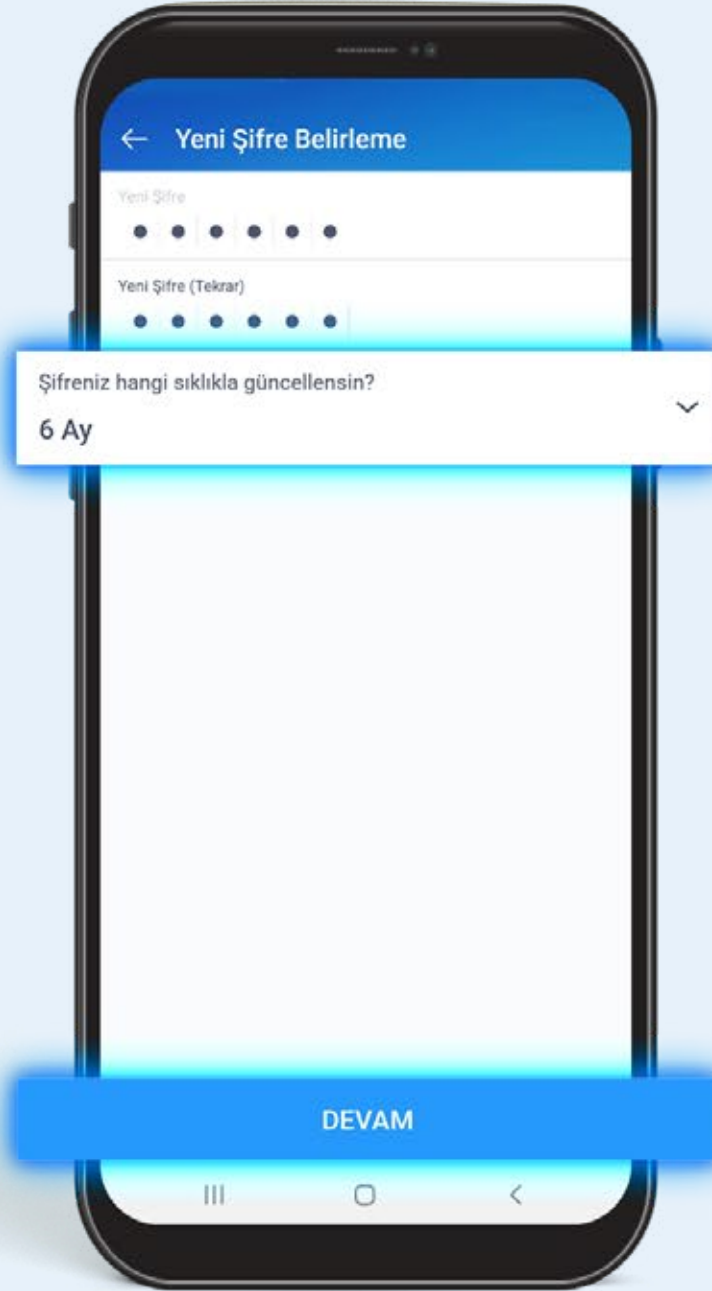 Yeni Şifre Belirleme
Yeni Şifre
Yeni Şifre (Tekrar)
Şifreniz hangi sıklıkla güncellensin?
6 Ay
DEVAM